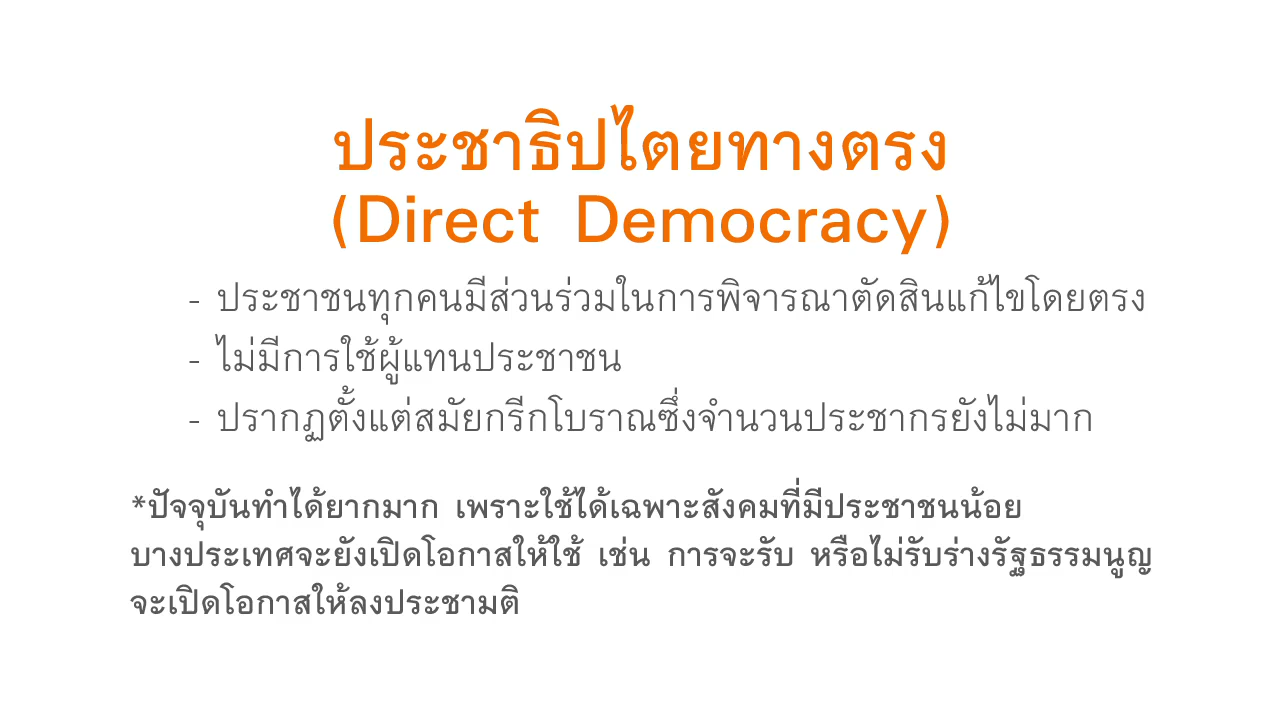 ประชาธิปไตยทางตรง
(Direct Democracy)
- ประชาชนทุกคนมีส่วนร่วมในการพิจารณาตัดสินแก้ไขโดยตรง
- ไม่มีการใช้ผู้แทนประชาชน
- ปรากฏตั้งแต่สมัยกรีกโบราณซึ่งจำนวนประชากรยังไม่มาก
*ปัจจุบันทำได้ยากมาก เพราะใช้ได้เฉพาะสังคมที่มีประชาชนน้อย
บางประเทศจะยังเปิดโอกาสให้ใช้ เช่น การจะรับ หรือไม่รับร่างรัฐธรรมนูญ
จะเปิดโอกาสให้ลงประชามติ